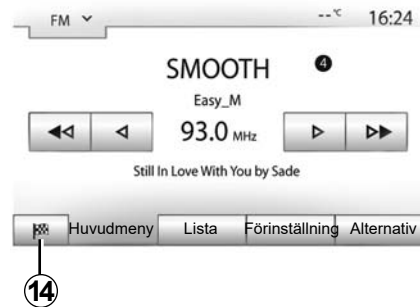 FM --°C 16:24
SMOOTH 4
Easy_M
93.0 MHz
Still In Love With You by Sade
Huvudmeny Lista Förinställning Alternativ
14